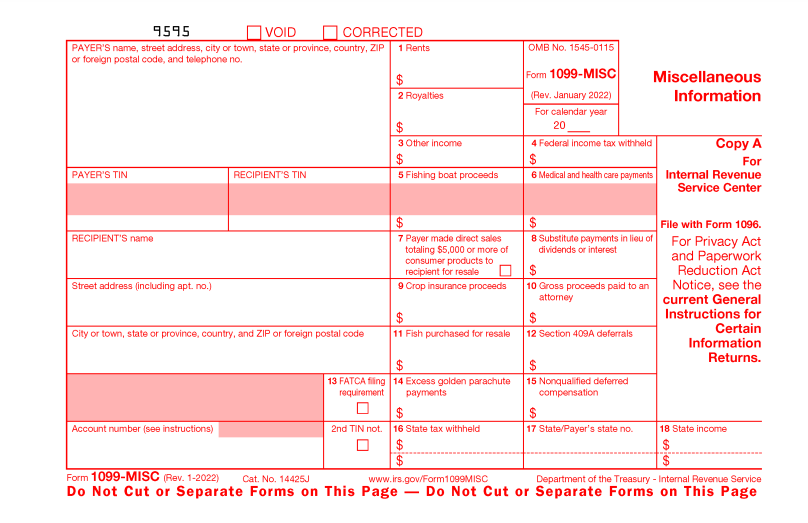 9595 VOID CORRECTED
PAYER'S name, street address, city or town, state or province, country, ZIP
or foreign postal code, and telephone no.
1 Rents
$
2 Royalties
$
OMB No. 1545-0115
Form 1099-MISC
(Rev. January 2022)
For calendar year
20 ____
Miscellaneous
Information
3 Other income
$
4 Federal income tax withheld
$
Copy A
For
Internal Revenue
Service Center
File with Form 1096.
For Privacy Act
and Paperwork
Reduction Act
Notice, see the
current General
Instructions for
Certain
Information
Returns.
PAYER'S TIN
RECIPIENT'S TIN
5 Fishing boat proceeds
$
6 Medical and health care payments
$
RECIPIENT'S name
7 Payer made direct sales
totaling $5,000 or more of
consumer products to
recipient for resale
8 Substitute payments in lieu of
dividends or interest
$
Street address (including apt. no.)
9 Crop insurance proceeds
$
10 Gross proceeds paid to an
attorney
$
City or town, state or province, country, and ZIP or foreign postal code
11 Fish purchased for resale
$
12 Section 409A deferrals
$
13 FATCA filing
requirement
14 Excess golden parachute
payments
$
15 Nonqualified deferred
compensation
$
Account number (see instructions)
2nd TIN not.
16 State tax withheld
$
$
17 State/Payer's state no.
18 State income
$
$
Form 1099-MISC (Rev. 1-2022)
Cat. No. 14425J
www.irs.gov/Form1099MISC
Department of the Treasury - Internal Revenue Service
Do Not Cut or Separate Forms on This Page — Do Not Cut or Separate Forms on This Page